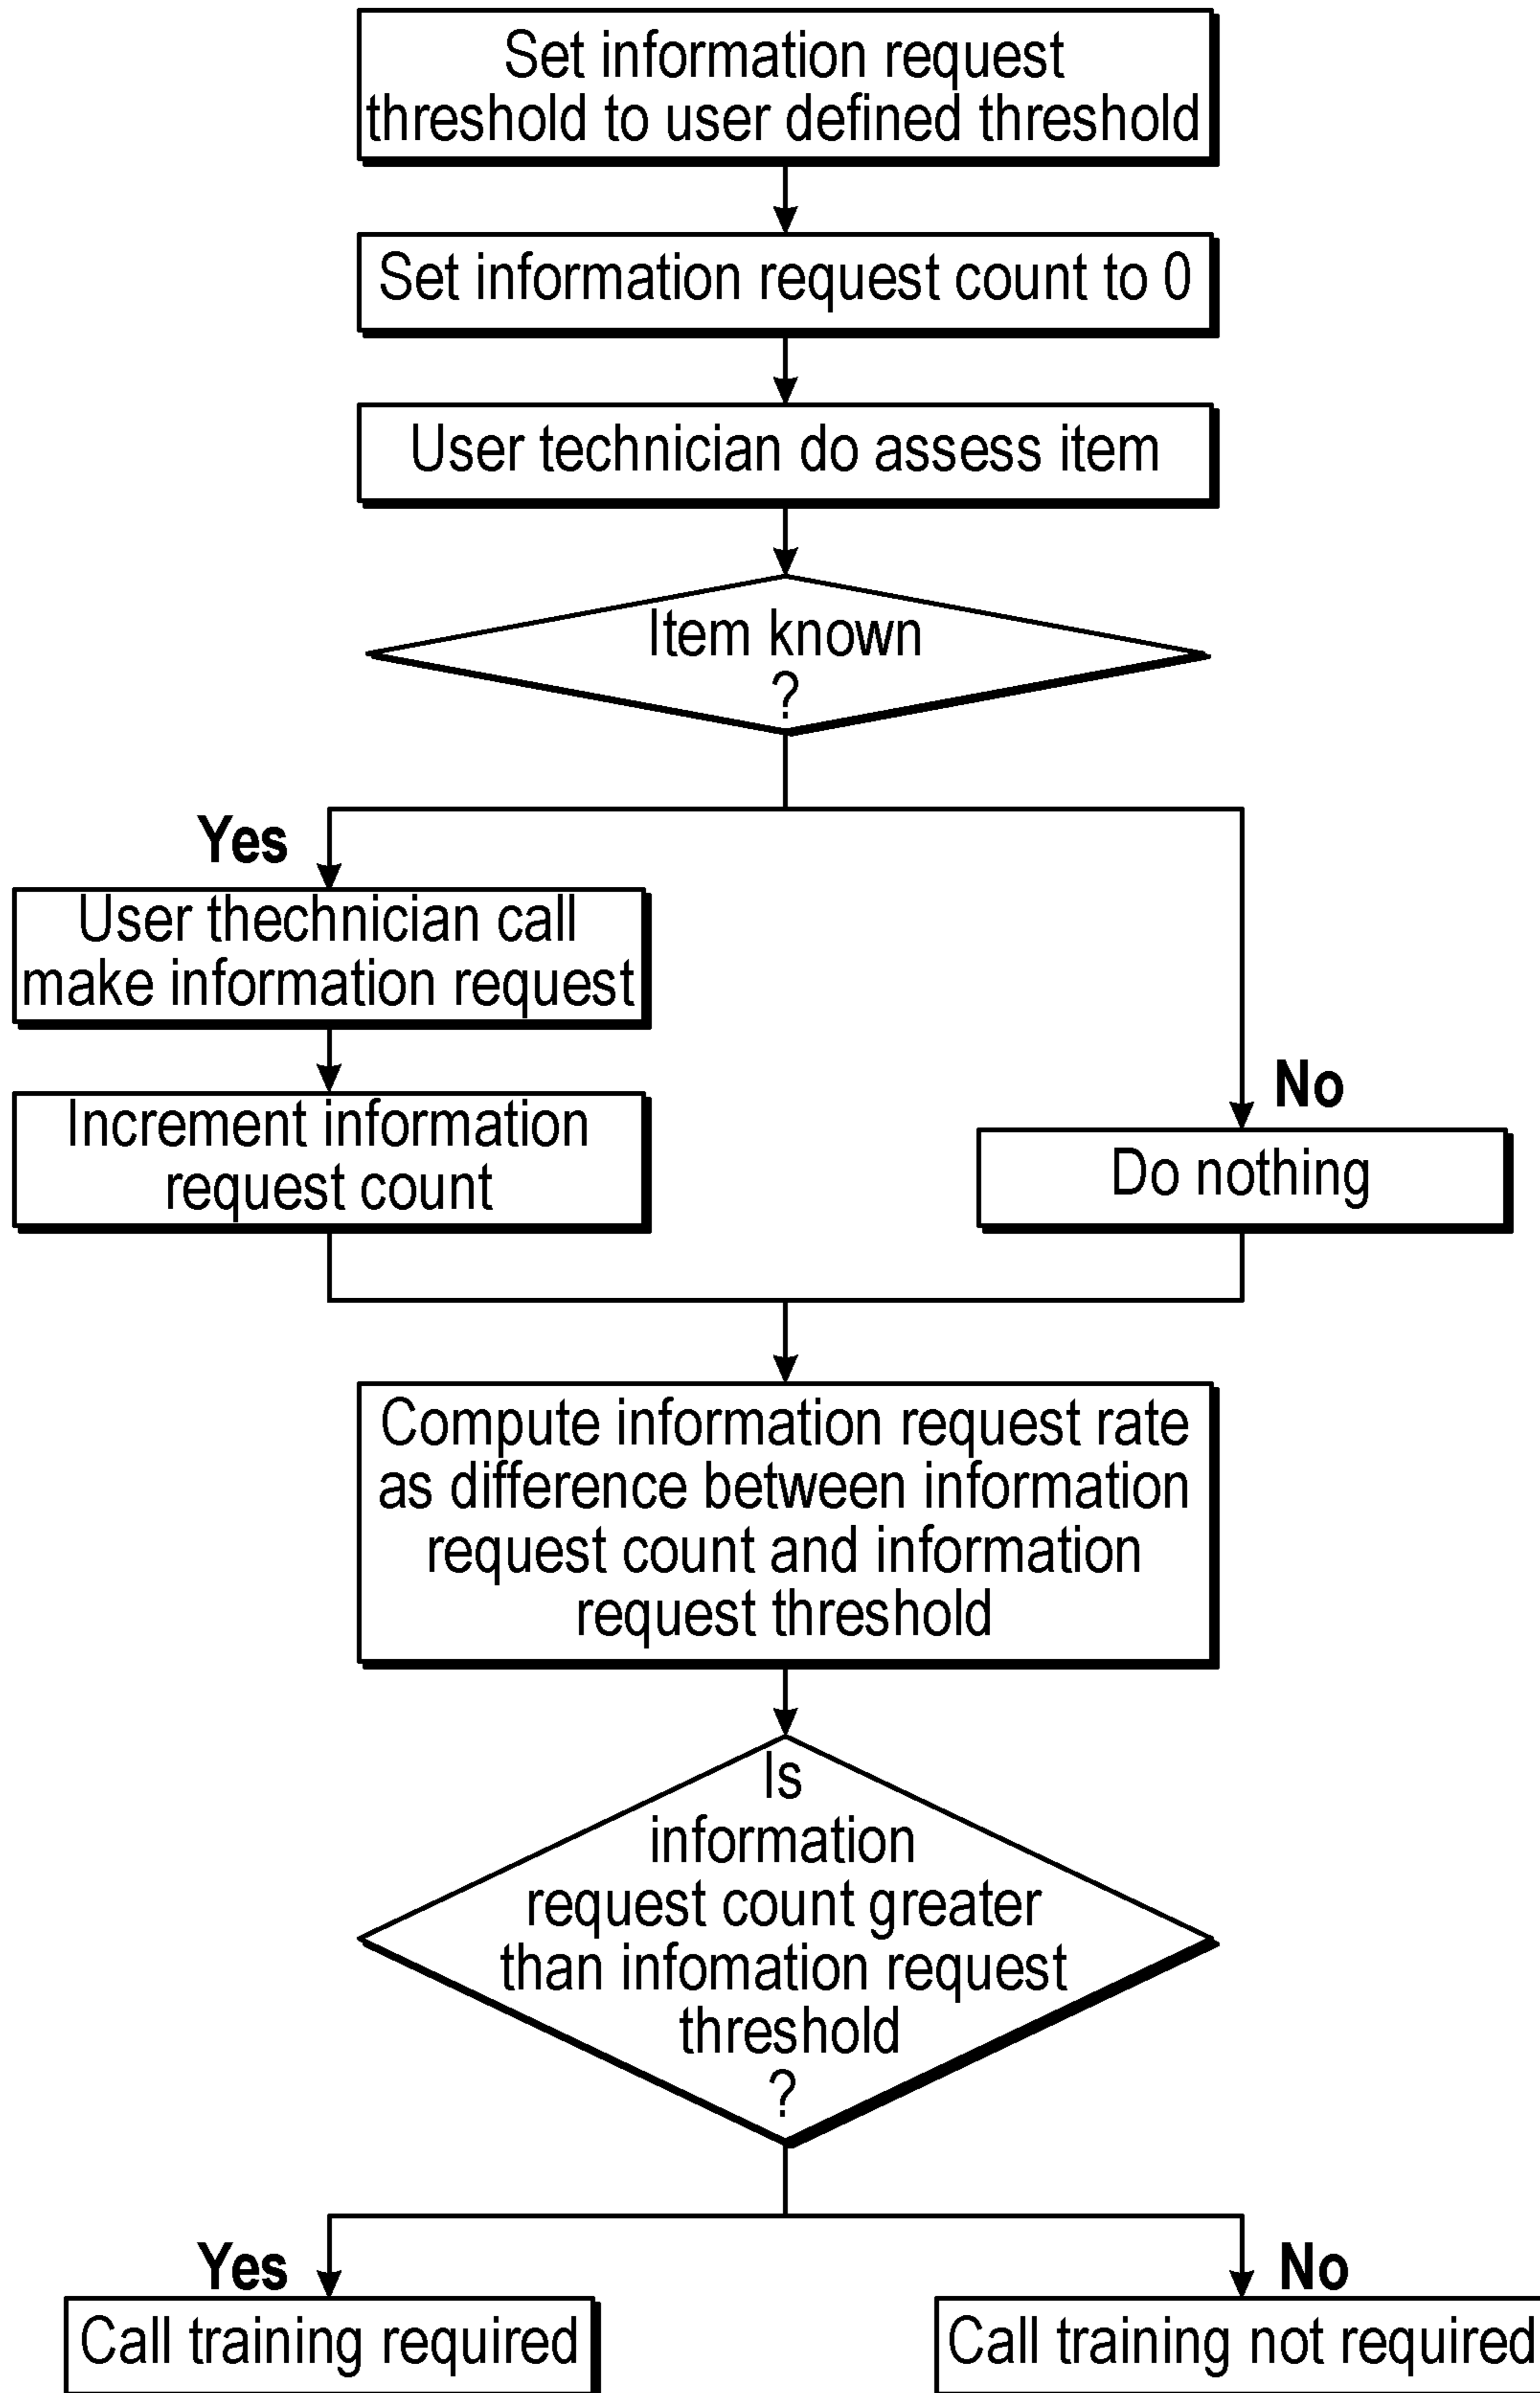 Set information request
threshold to user defined threshold
Set information request count to 0
User technician do assess item
Item known
?
Yes
User thechnician call
make information request
Increment information
request count
No
Do nothing
Compute information request rate
as difference between information
request count and information
request threshold
Is
information
request count greater
than infomation request
threshold
?
Yes
Call training required
No
Call training not required